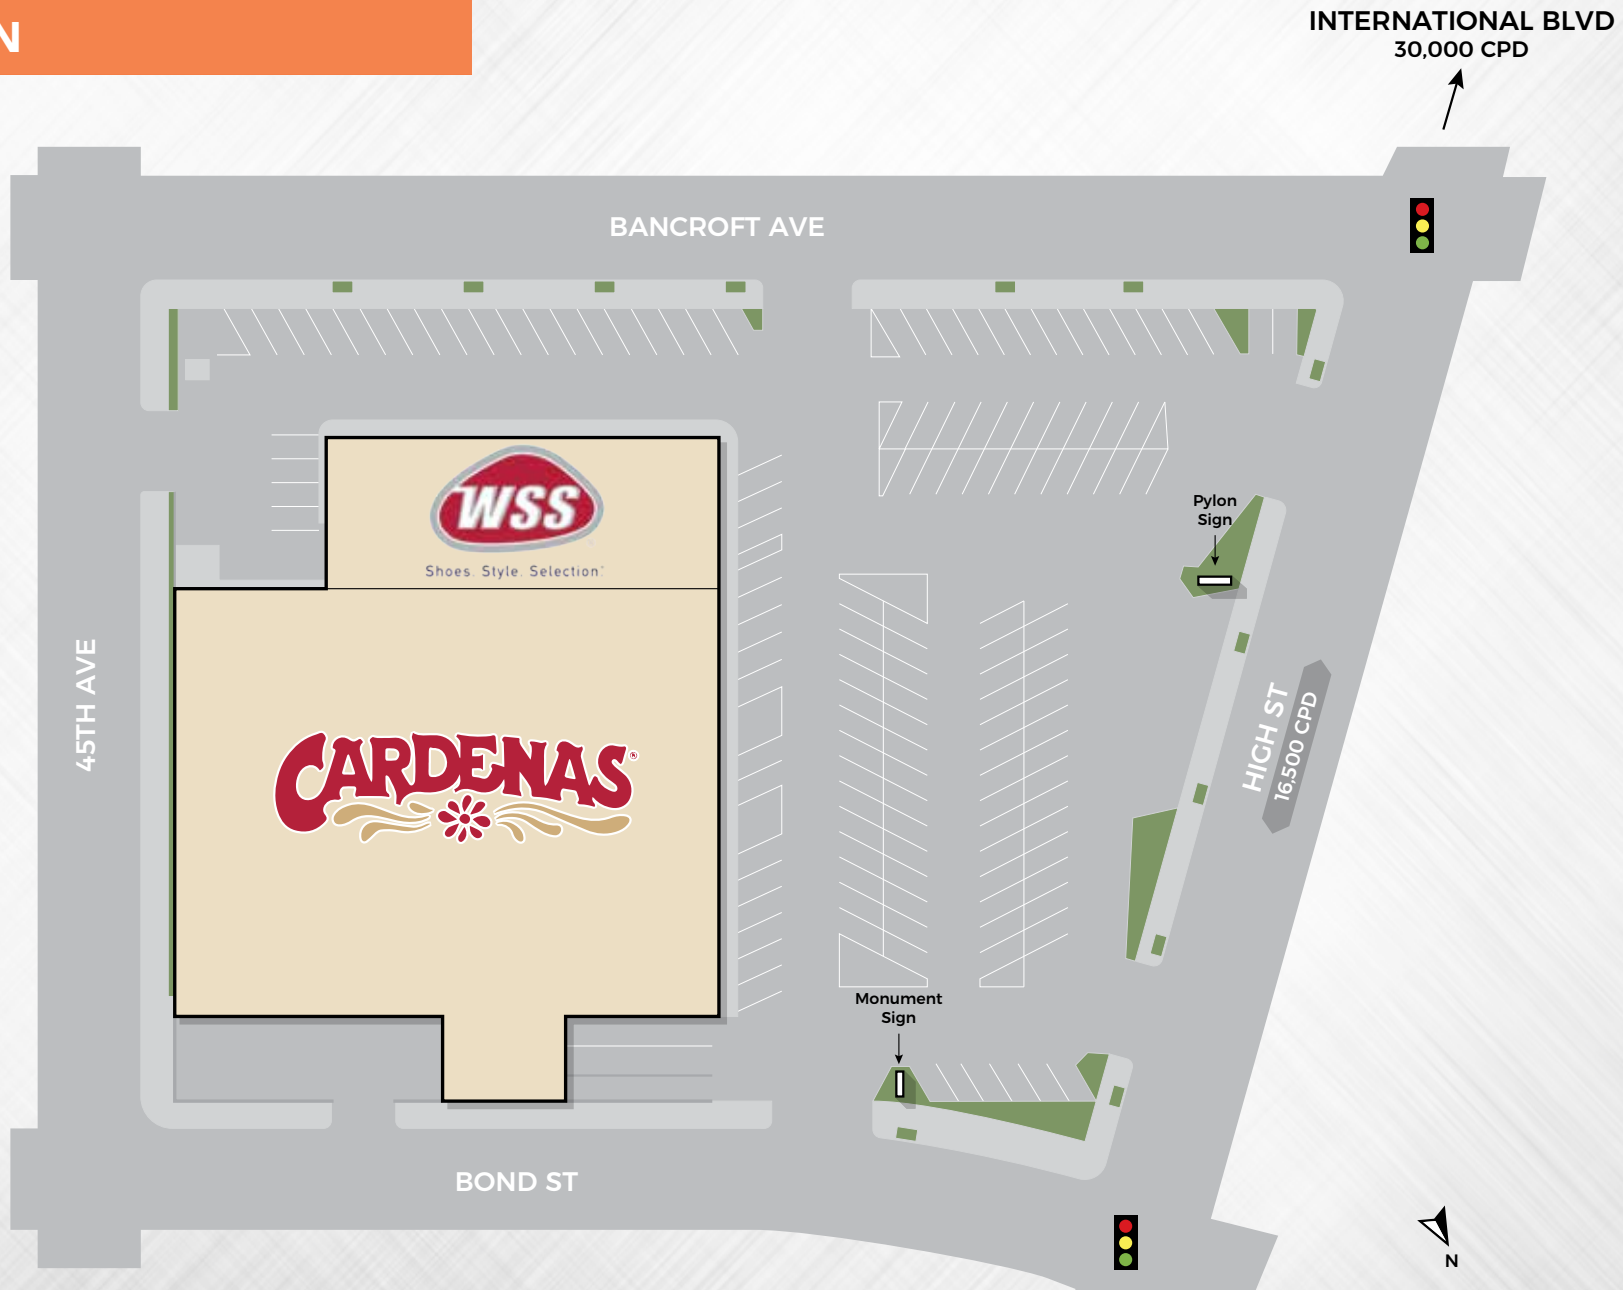 N
INTERNATIONAL BLVD
30,000 CPD
BANCROFT AVE
WSS
Shoes. Style. Selection.
Pylon
Sign
45TH AVE
CARDENAS®
HIGH ST
16,500 CPD
Monument
Sign
BOND ST
N